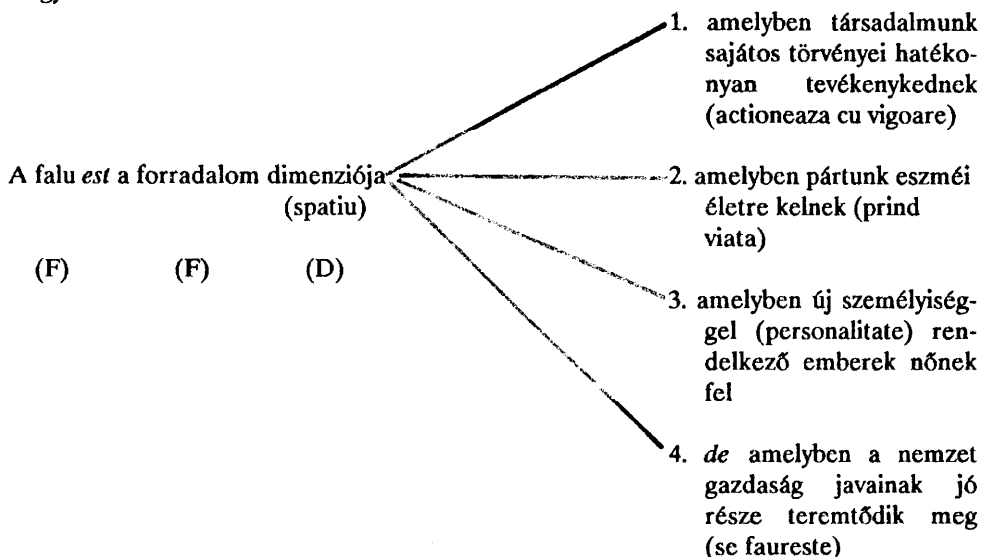 1. amelyben társadalmunk
sajátos törvényei hatéko-
nyan tevékenykednek
(actioneaza cu vigoare)
A falu est a forradalom dimenziója
(spatiu)
(F) (F) (D)
2. amelyben pártunk eszméi
életre kelnek (prind
viata)
3. amelyben új személyiség-
gel (personalitate) ren-
delkező emberek nőnek
fel
4. de amelyben a nemzet
gazdaság javainak jó
része teremtődik meg
(se faureste)